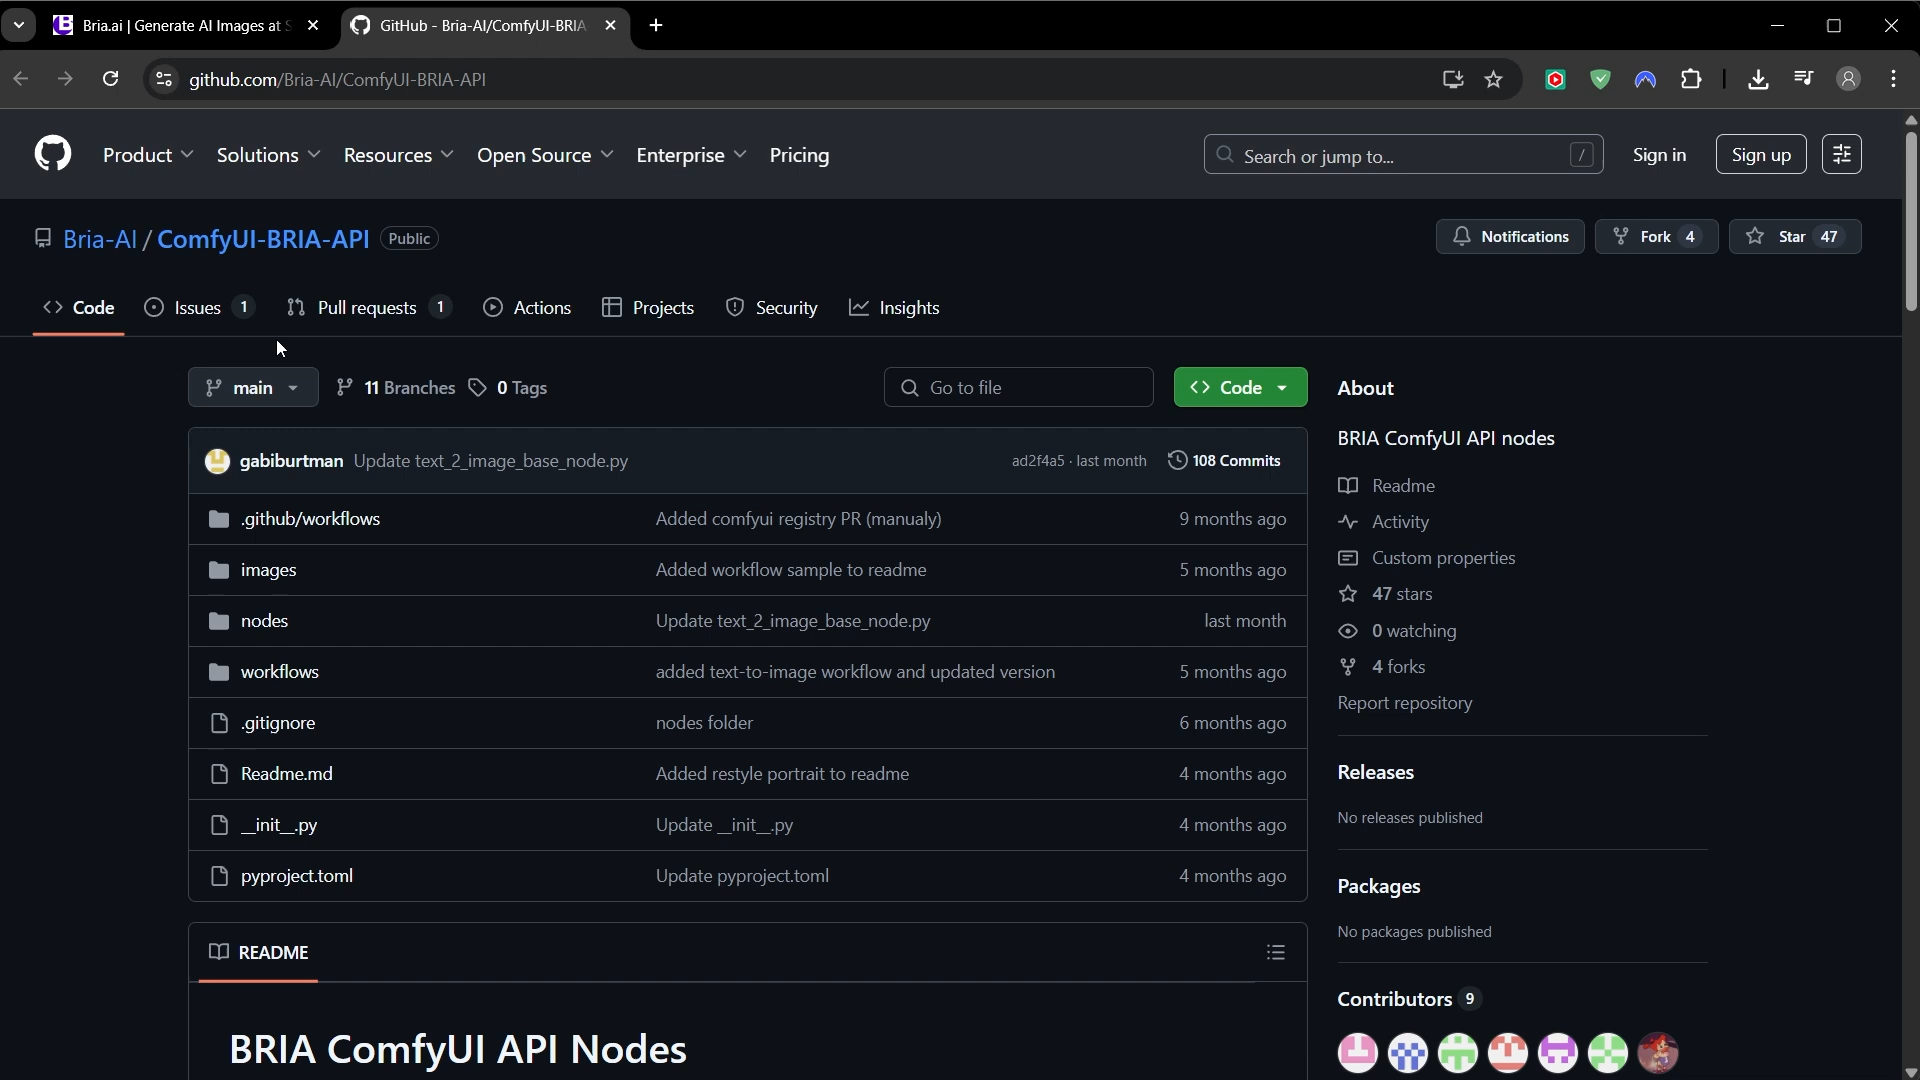 Bria.ai | Generate AI Images at S
GitHub - Bria-AI/ComfyUI-BRIA
github.com/Bria-AI/ComfyUI-BRIA-API
Product Solutions Resources Open Source Enterprise Pricing
Search or jump to... /
Sign in
Sign up
Bria-AI / ComfyUI-BRIA-API Public
Notifications
Fork 4
Star 47
Code Issues 1 Pull requests 1 Actions Projects Security Insights
main 11 Branches 0 Tags
Go to file
Code
gabiburtman Update text_2_image_base_node.py ad2f4a5 · last month 108 Commits
.github/workflows Added comfyui registry PR (manualy) 9 months ago
images Added workflow sample to readme 5 months ago
nodes Update text_2_image_base_node.py last month
workflows added text-to-image workflow and updated version 5 months ago
.gitignore nodes folder 6 months ago
Readme.md Added restyle portrait to readme 4 months ago
__init__.py Update __init__.py 4 months ago
pyproject.toml Update pyproject.toml 4 months ago
README
BRIA ComfyUI API Nodes
About
BRIA ComfyUI API nodes
Readme
Activity
Custom properties
47 stars
0 watching
4 forks
Report repository
Releases
No releases published
Packages
No packages published
Contributors 9